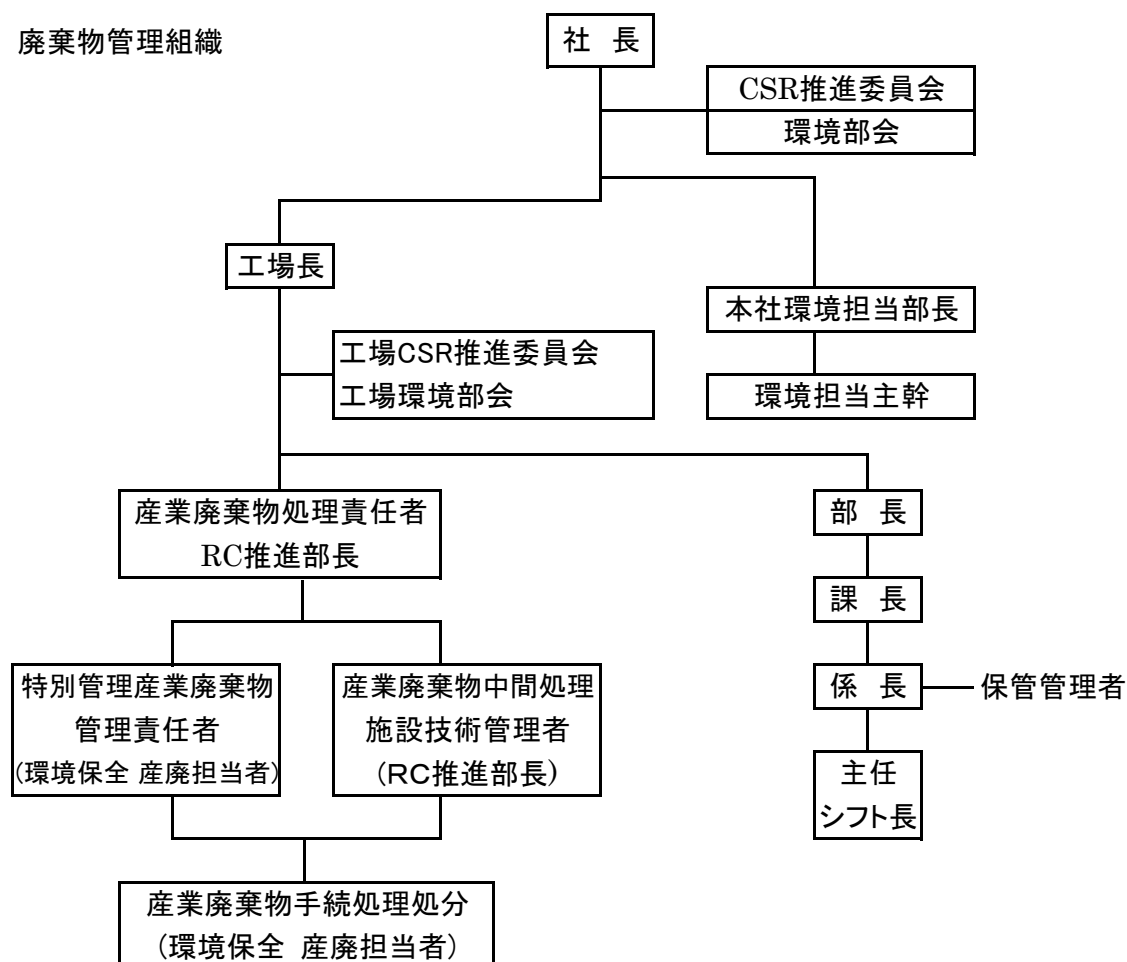 廃棄物管理組織
社 長
CSR推進委員会
環境部会
工場長
本社環境担当部長
工場CSR推進委員会
工場環境部会
環境担当主幹
産業廃棄物処理責任者
RC推進部長
部 長
課 長
特別管理産業廃棄物
管理責任者
(環境保全 産廃担当者)
産業廃棄物中間処理
施設技術管理者
(RC推進部長)
係 長
保管管理者
主任
シフト長
産業廃棄物手続処理処分
(環境保全 産廃担当者)